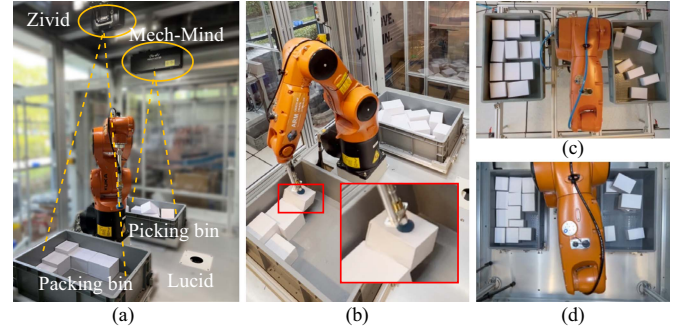 Zivid
Mech-Mind
Picking bin
Packing bin
Lucid
(a)
(b)
(c)
(d)